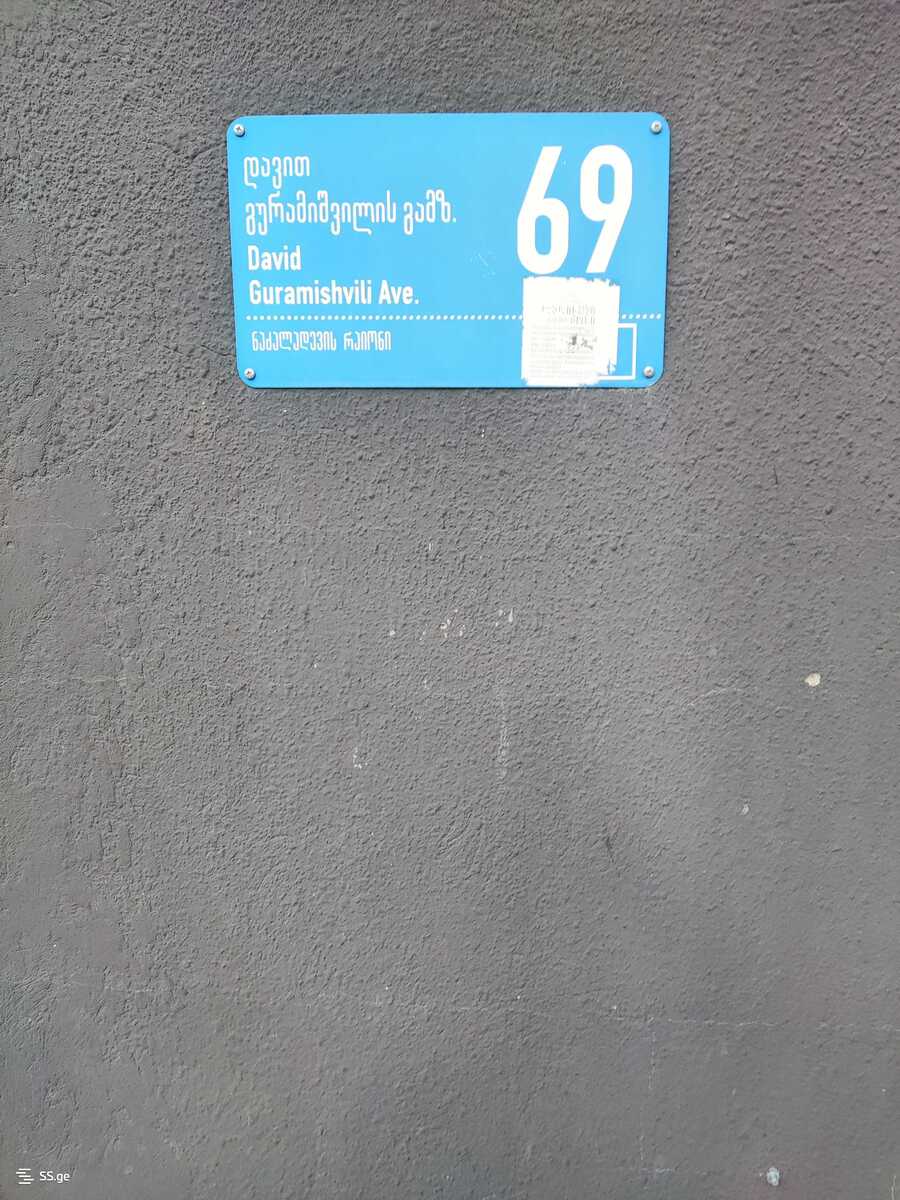 დავით
გურამიშვილის გამზ.
69
David
Guramishvili Ave.
ნაძალადევის რაიონი
SS.ge